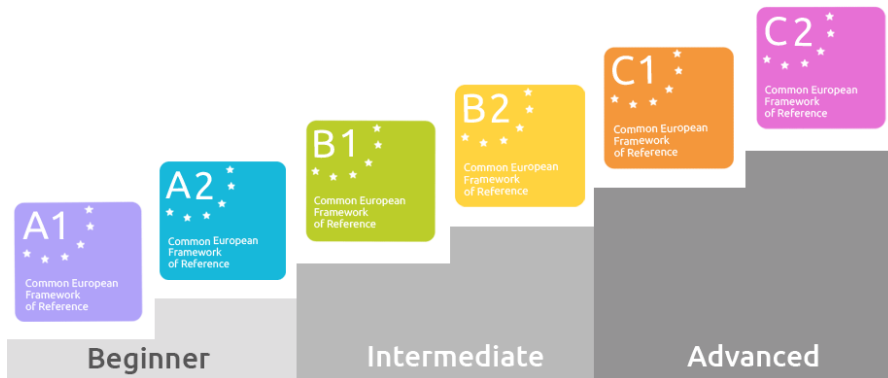 A1
Common European
Framework
of Reference
A2
Common European
Framework
of Reference
B1
Common European
Framework
of Reference
B2
Common European
Framework
of Reference
C1
Common European
Framework
of Reference
C2
Common European
Framework
of Reference
Beginner
Intermediate
Advanced